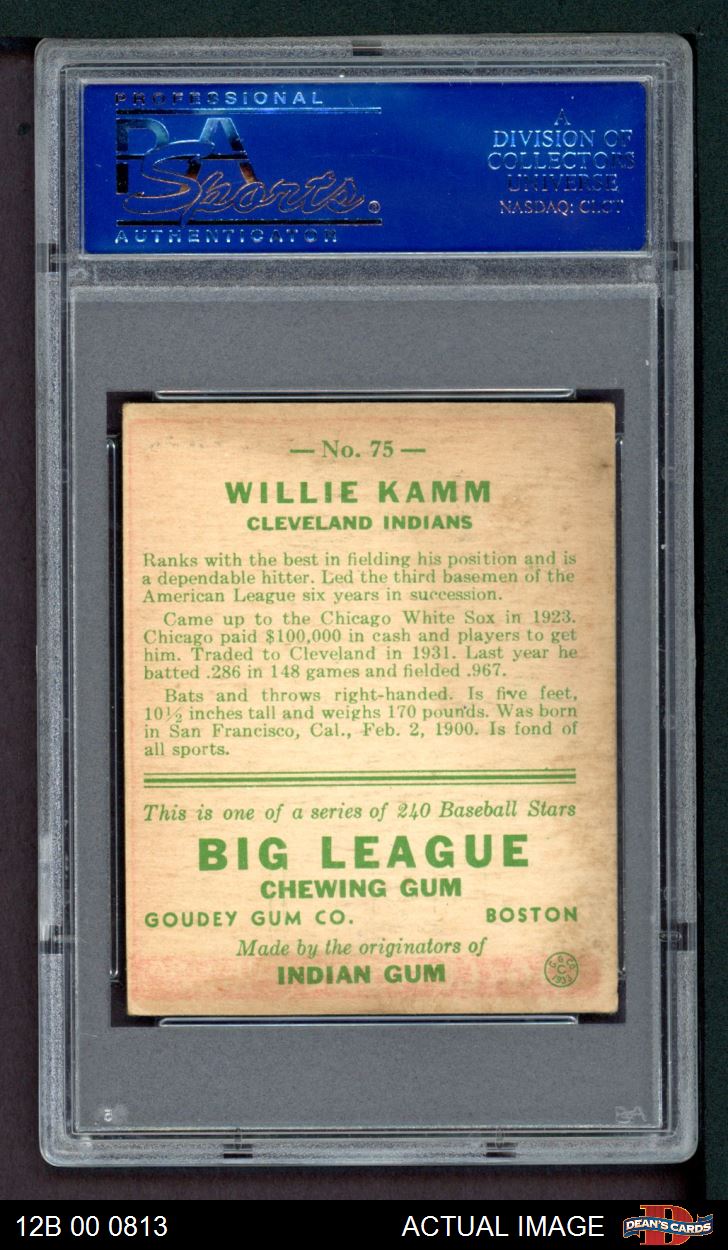 PROFESSIONAL
PSA
Sports®
AUTHENTICATOR
A
DIVISION OF
COLLECTORS
UNIVERSE
NASDAQ: CLCT
— No. 75 —
WILLIE KAMM
CLEVELAND INDIANS
Ranks with the best in fielding his position and is
a dependable hitter. Led the third basemen of the
American League six years in succession.
Came up to the Chicago White Sox in 1923.
Chicago paid $100,000 in cash and players to get
him. Traded to Cleveland in 1931. Last year he
batted .286 in 148 games and fielded .967.
Bats and throws right-handed. Is five feet,
10½ inches tall and weighs 170 pounds. Was born
in San Francisco, Cal., Feb. 2, 1900. Is fond of
all sports.
This is one of a series of 240 Baseball Stars
BIG LEAGUE
CHEWING GUM
GOUDEY GUM CO. BOSTON
Made by the originators of
INDIAN GUM
G. G. Co.
C
1933
PSA
12B 00 0813
ACTUAL IMAGE
D
DEAN'S CARDS